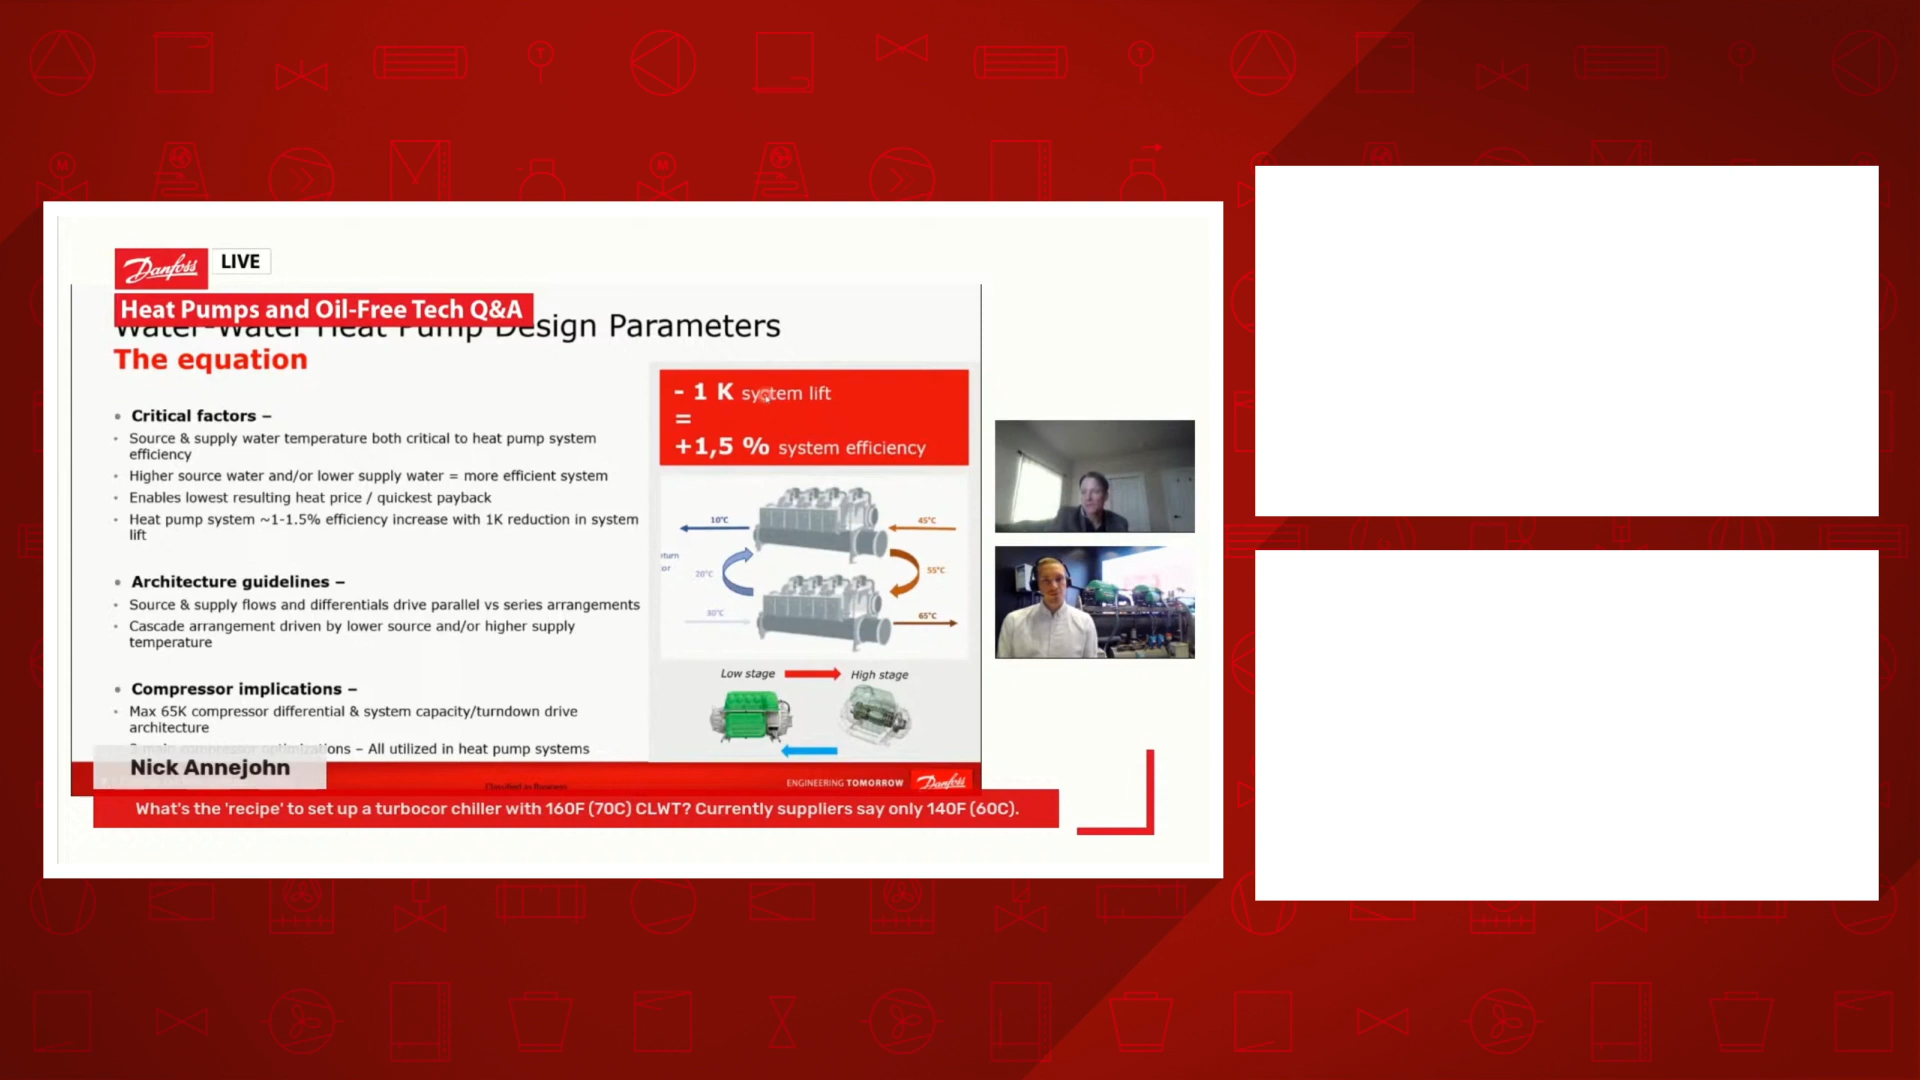 Danfoss
LIVE
Heat Pumps and Oil-Free Tech Q&A
Water-Water Heat Pump Design Parameters
The equation
• Critical factors –
• Source & supply water temperature both critical to heat pump system
efficiency
• Higher source water and/or lower supply water = more efficient system
• Enables lowest resulting heat price / quickest payback
• Heat pump system ~1-1.5% efficiency increase with 1K reduction in system
lift
• Architecture guidelines –
• Source & supply flows and differentials drive parallel vs series arrangements
• Cascade arrangement driven by lower source and/or higher supply
temperature
• Compressor implications –
• Max 65K compressor differential & system capacity/turndown drive
architecture
– All utilized in heat pump systems
- 1 K system lift
=
+1,5 % system efficiency
10°C
45°C
20°C
55°C
30°C
65°C
Low stage
High stage
ENGINEERING TOMORROW
Danfoss
Nick Annejohn
What's the 'recipe' to set up a turbocor chiller with 160F (70C) CLWT? Currently suppliers say only 140F (60C).
T
T
T
M
M